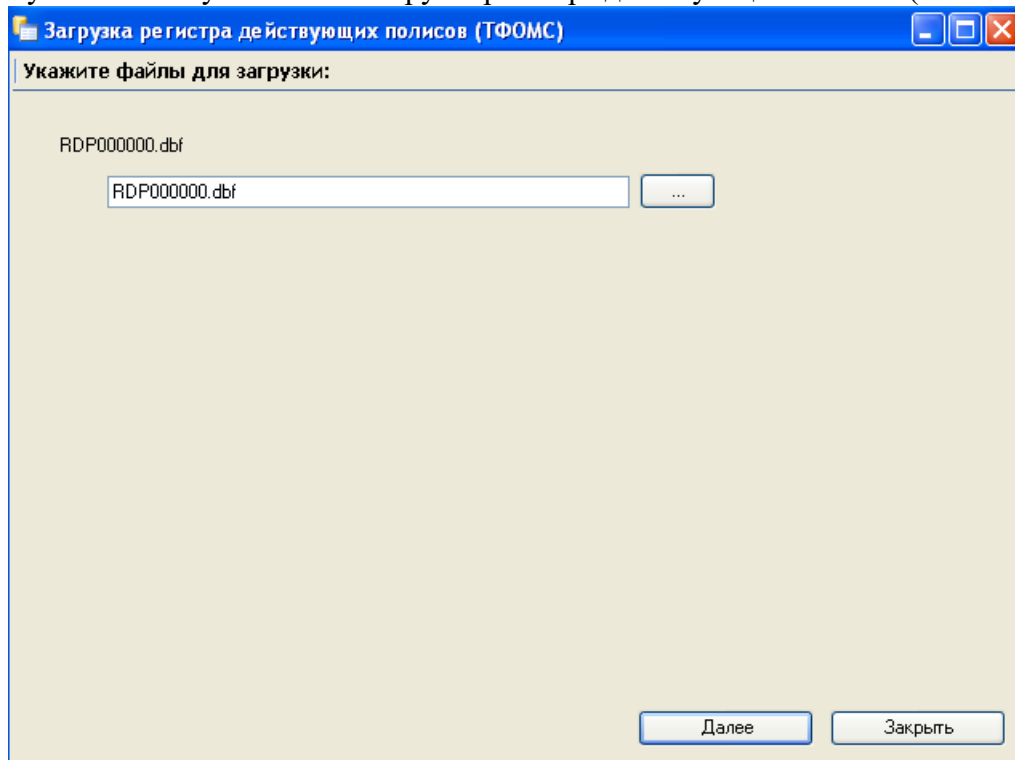 Загрузка регистра действующих полисов (ТФОМС)
Укажите файлы для загрузки:
RDP000000.dbf
RDP000000.dbf
...
Далее
Закрыть